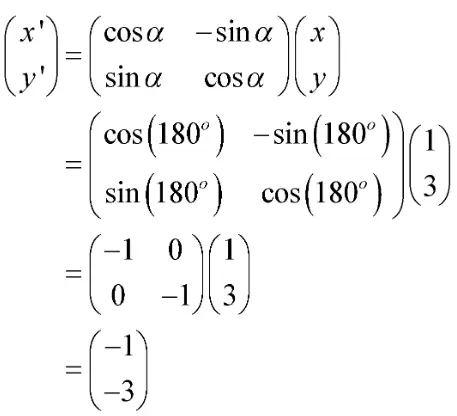 (x' y') = (cosα −sinα sinα cosα)(x y)
= (cos(180°) −sin(180°) sin(180°) cos(180°))(1 3)
= (−1 0 0 −1)(1 3)
= (−1 −3)